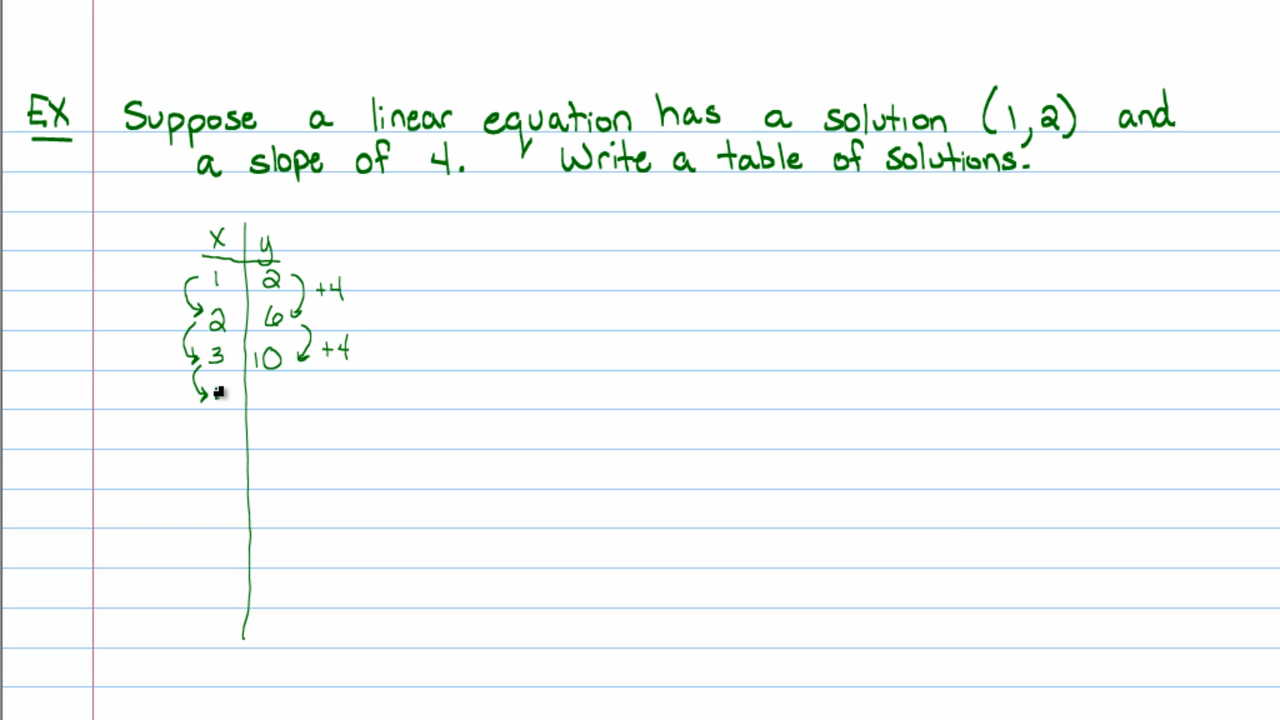 EX Suppose a linear equation has a solution (1,2) and
a slope of 4. Write a table of solutions.
x y
1 2 +4
2 6
3 10 +4